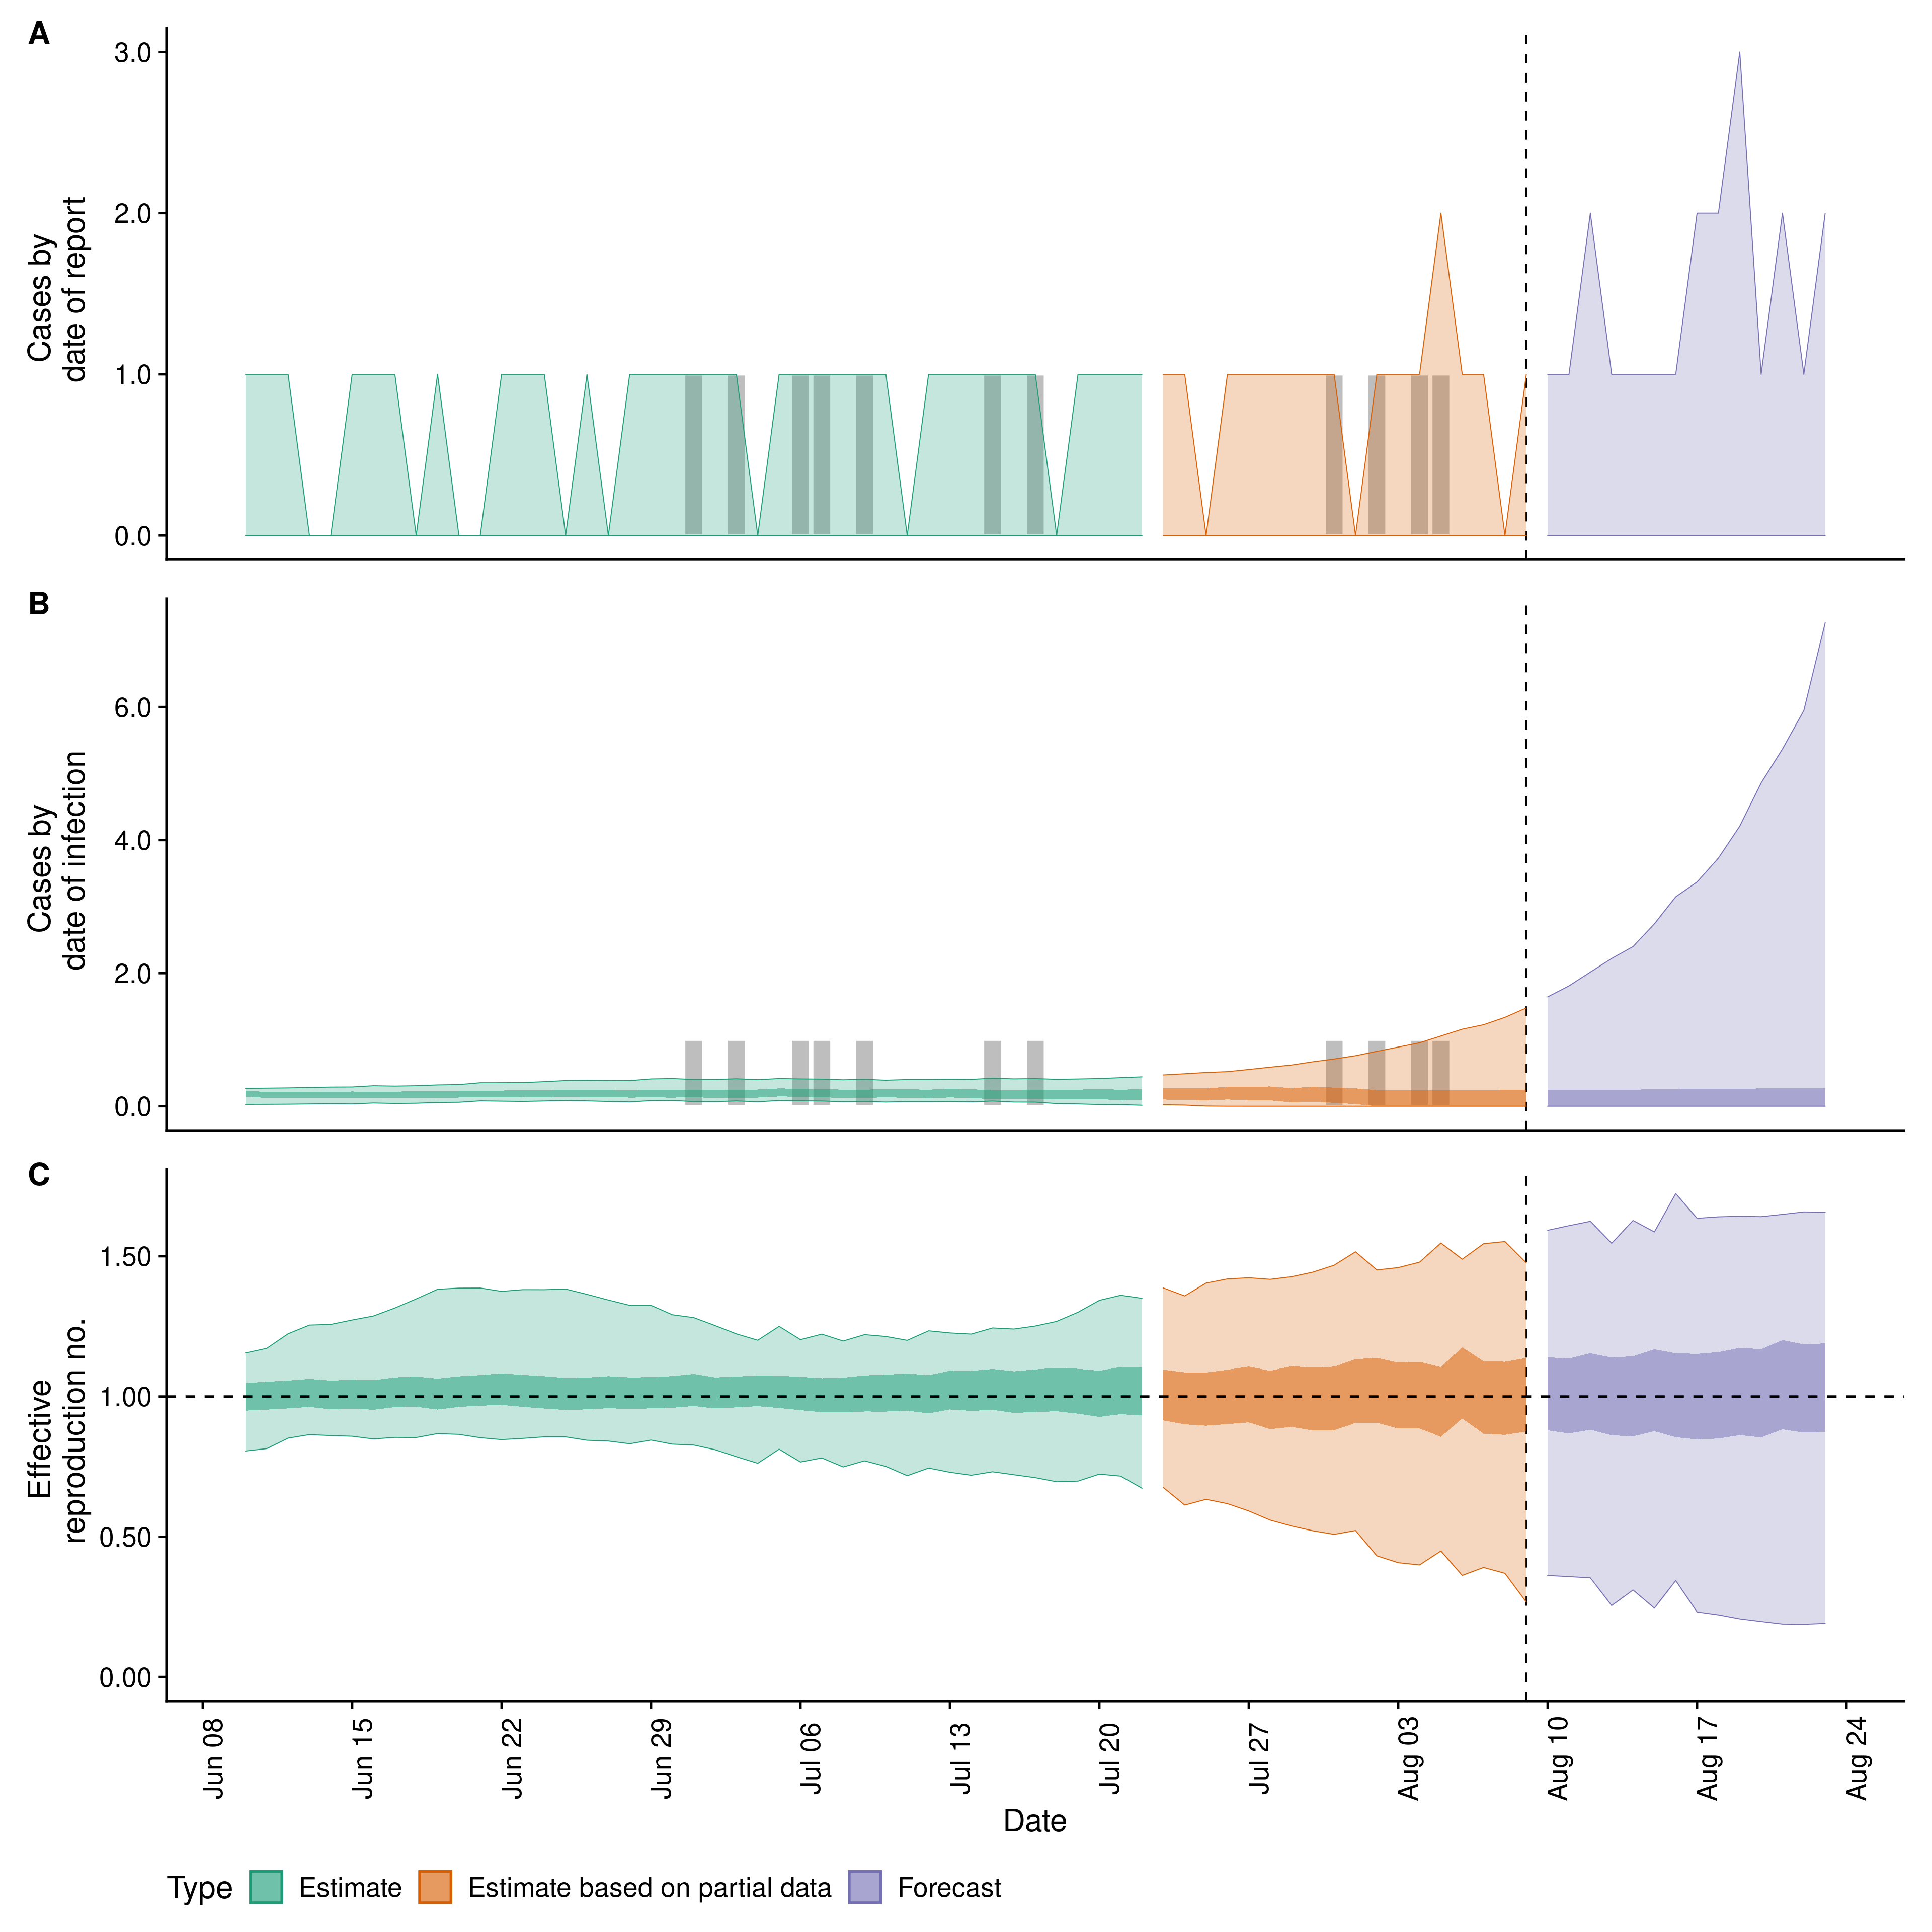 A
Cases by
date of report
3.0
2.0
1.0
0.0
B
Cases by
date of infection
6.0
4.0
2.0
0.0
C
Effective
reproduction no.
1.50
1.00
0.50
0.00
Jun 08
Jun 15
Jun 22
Jun 29
Jul 06
Jul 13
Jul 20
Jul 27
Aug 03
Aug 10
Aug 17
Aug 24
Date
Type Estimate Estimate based on partial data Forecast